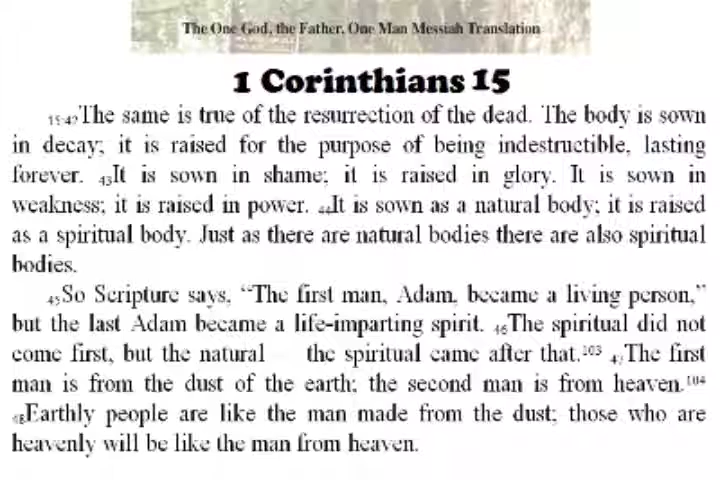 The One God, the Father, One Man Messiah Translation
1 Corinthians 15
15:42The same is true of the resurrection of the dead. The body is sown
in decay; it is raised for the purpose of being indestructible, lasting
forever. 43It is sown in shame; it is raised in glory. It is sown in
weakness; it is raised in power. 44It is sown as a natural body; it is raised
as a spiritual body. Just as there are natural bodies there are also spiritual
bodies.
45So Scripture says, “The first man, Adam, became a living person,”
but the last Adam became a life-imparting spirit. 46The spiritual did not
come first, but the natural the spiritual came after that.103 47The first
man is from the dust of the earth; the second man is from heaven.104
48Earthly people are like the man made from the dust; those who are
heavenly will be like the man from heaven.